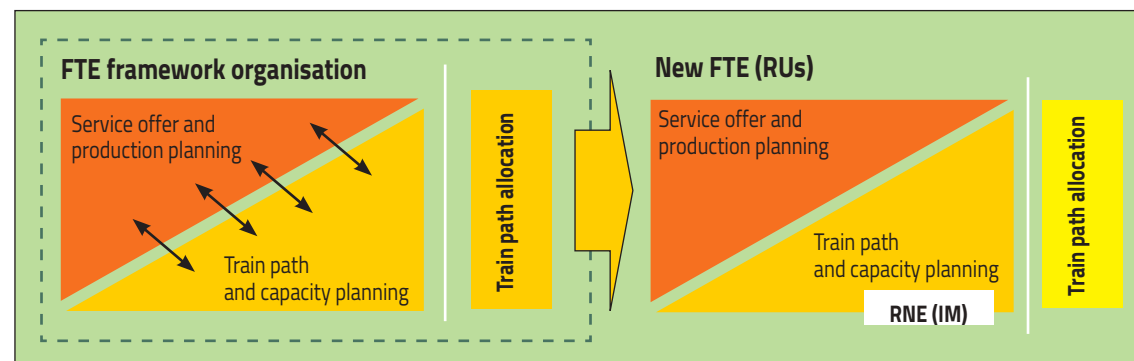 FTE framework organisation
Service offer and
production planning
Train path
and capacity planning
Train path allocation
New FTE (RUs)
Service offer and
production planning
Train path
and capacity planning
RNE (IM)
Train path allocation